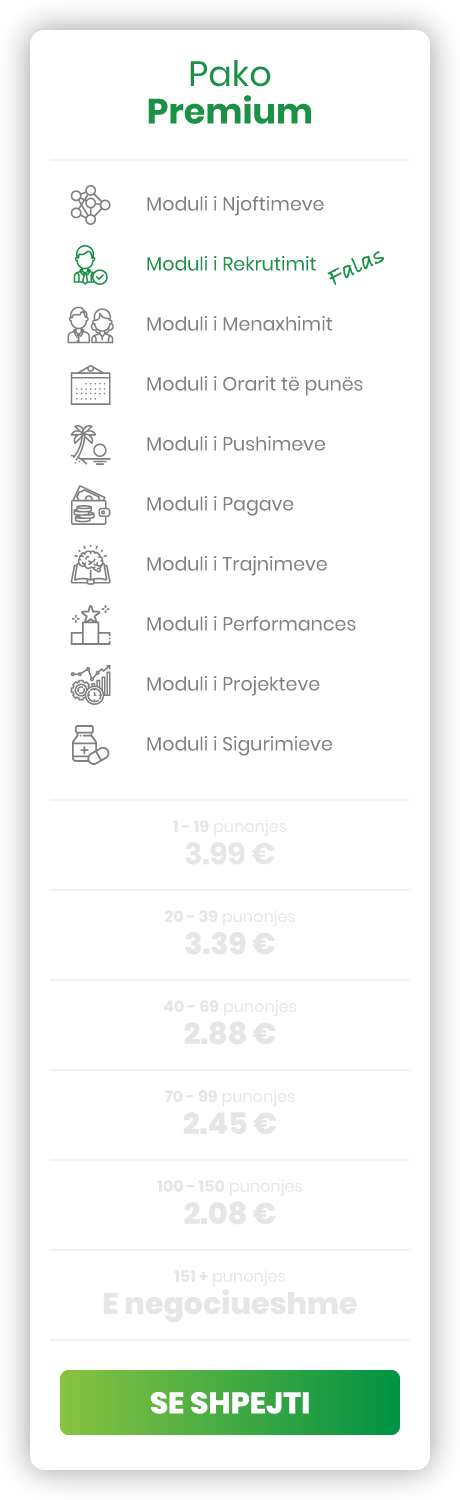 Pako
Premium
Moduli i Njoftimeve
Moduli i Rekrutimit Falas
Moduli i Menaxhimit
Moduli i Orarit të punës
Moduli i Pushimeve
Moduli i Pagave
Moduli i Trajnimeve
Moduli i Performances
Moduli i Projekteve
Moduli i Sigurimieve
1 - 19 punonjes
3.99 €
20 - 39 punonjes
3.39 €
40 - 69 punonjes
2.88 €
70 - 99 punonjes
2.45 €
100 - 150 punonjes
2.08 €
151 + punonjes
E negociueshme
SE SHPEJTI